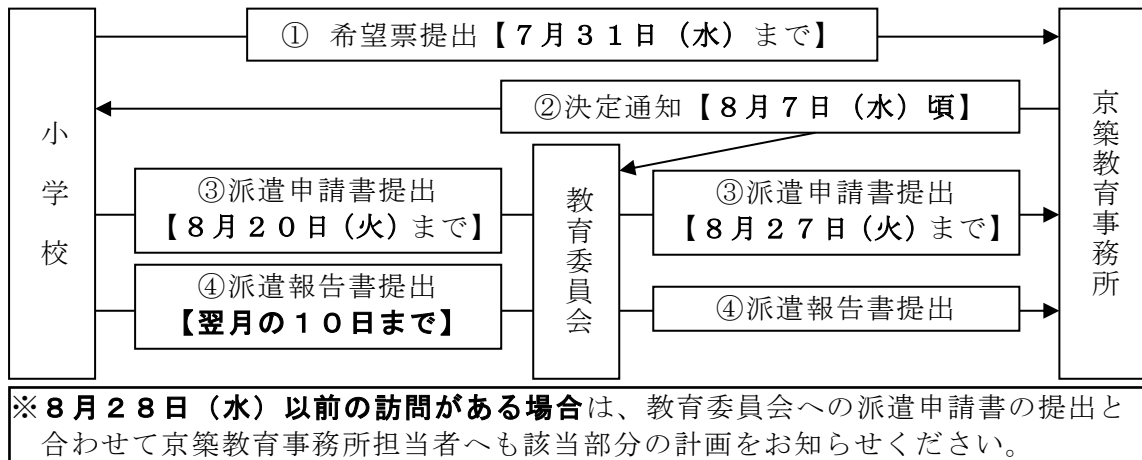 ① 希望票提出【７月３１日（水）まで】
②決定通知【８月７日（水）頃】
小学校
教育委員会
京築教育事務所
③派遣申請書提出
【８月２０日（火）まで】
③派遣申請書提出
【８月２７日（火）まで】
④派遣報告書提出
【翌月の１０日まで】
④派遣報告書提出
※８月２８日（水）以前の訪問がある場合は、教育委員会への派遣申請書の提出と
合わせて京築教育事務所担当者へも該当部分の計画をお知らせください。